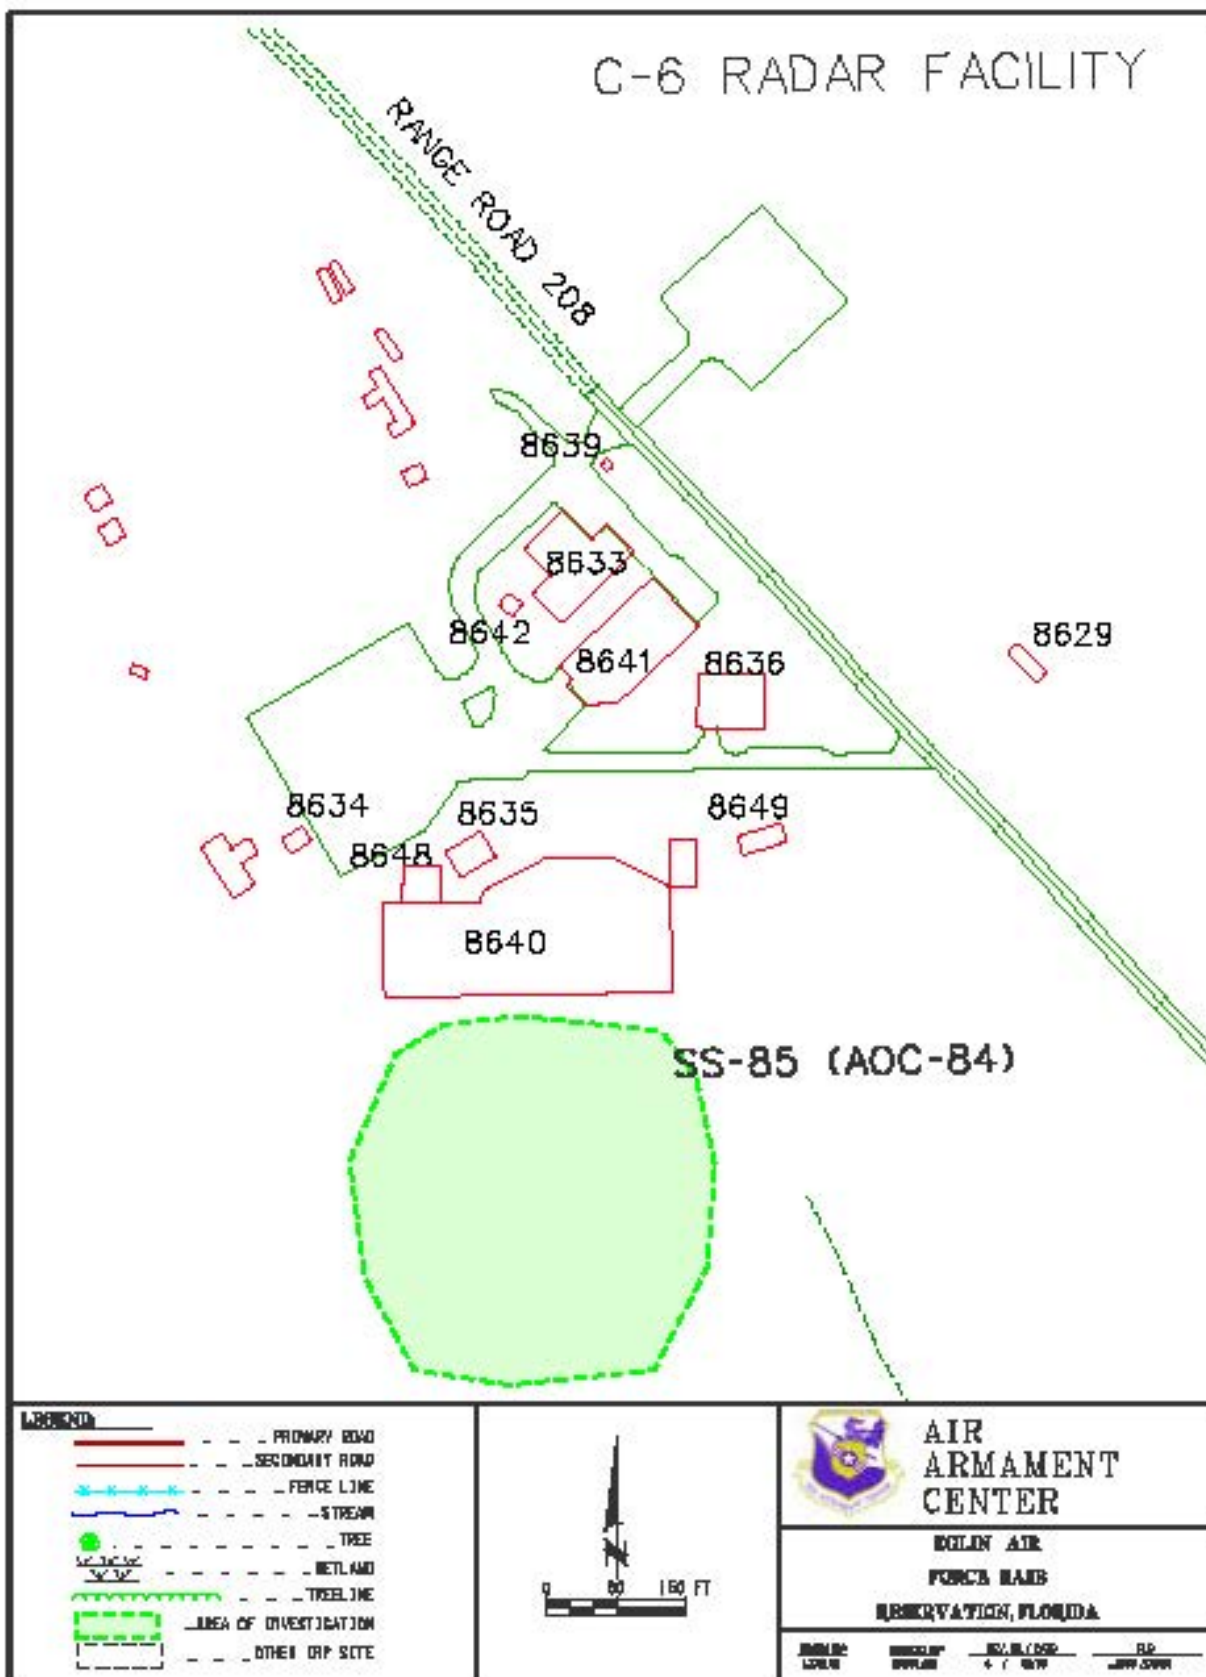 C-6 RADAR FACILITY
RANGE ROAD 208
8639
8633
8642
8641
8636
8629
8634
8635
8649
8648
8640
SS-85 (AOC-84)
LEGEND:
PRIMARY ROAD
SECONDARY ROAD
FENCE LINE
STREAM
TREE
WETLAND
TREELINE
AREA OF INVESTIGATION
OTHER ERP SITE
N
0 80 160 FT
AIR
ARMAMENT
CENTER
EGLIN AIR
FORCE BASE
RESERVATION, FLORIDA